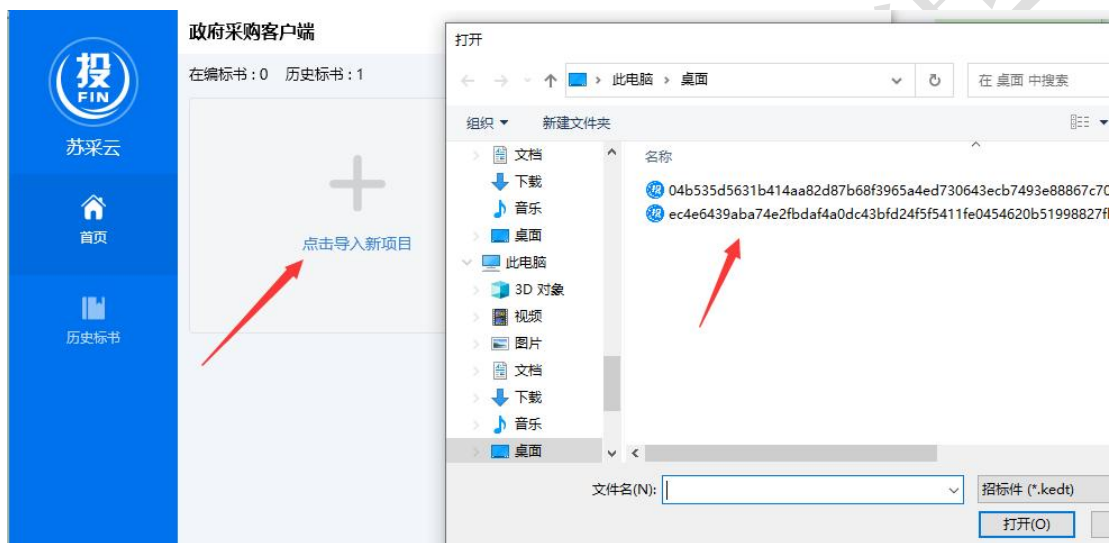 政府采购客户端
在编标书:0 历史标书:1
投
FIN
苏采云
首页
历史标书
点击导入新项目
打开
此电脑 › 桌面
在 桌面 中搜索
组织 新建文件夹
名称
文档
下载
音乐
桌面
此电脑
3D 对象
视频
图片
文档
下载
音乐
桌面
04b535d5631b414aa82d87b68f3965a4ed730643ecb7493e88867c70
ec4e6439aba74e2fbdaf4a0dc43bfd24f5f5411fe0454620b51998827f
文件名(N):
招标件 (*.kedt)
打开(O)